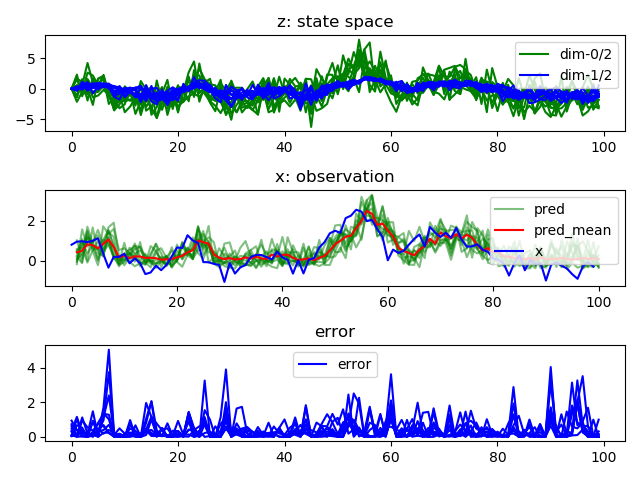 z: state space
5
0
−5
dim-0/2
dim-1/2
0 20 40 60 80 100
x: observation
2
0
pred
pred_mean
x
0 20 40 60 80 100
error
4
2
0
error
0 20 40 60 80 100